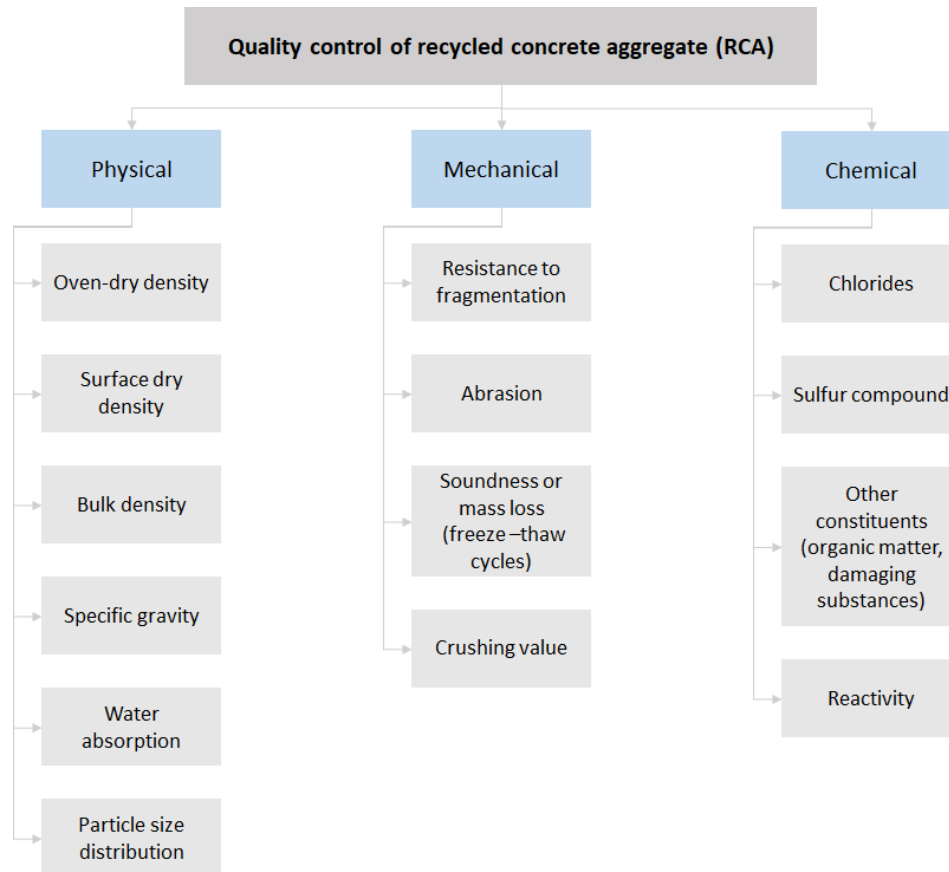 Quality control of recycled concrete aggregate (RCA)
Physical
Mechanical
Chemical
Oven-dry density
Surface dry
density
Bulk density
Specific gravity
Water
absorption
Particle size
distribution
Resistance to
fragmentation
Abrasion
Soundness or
mass loss
(freeze –thaw
cycles)
Crushing value
Chlorides
Sulfur compound
Other
constituents
(organic matter,
damaging
substances)
Reactivity